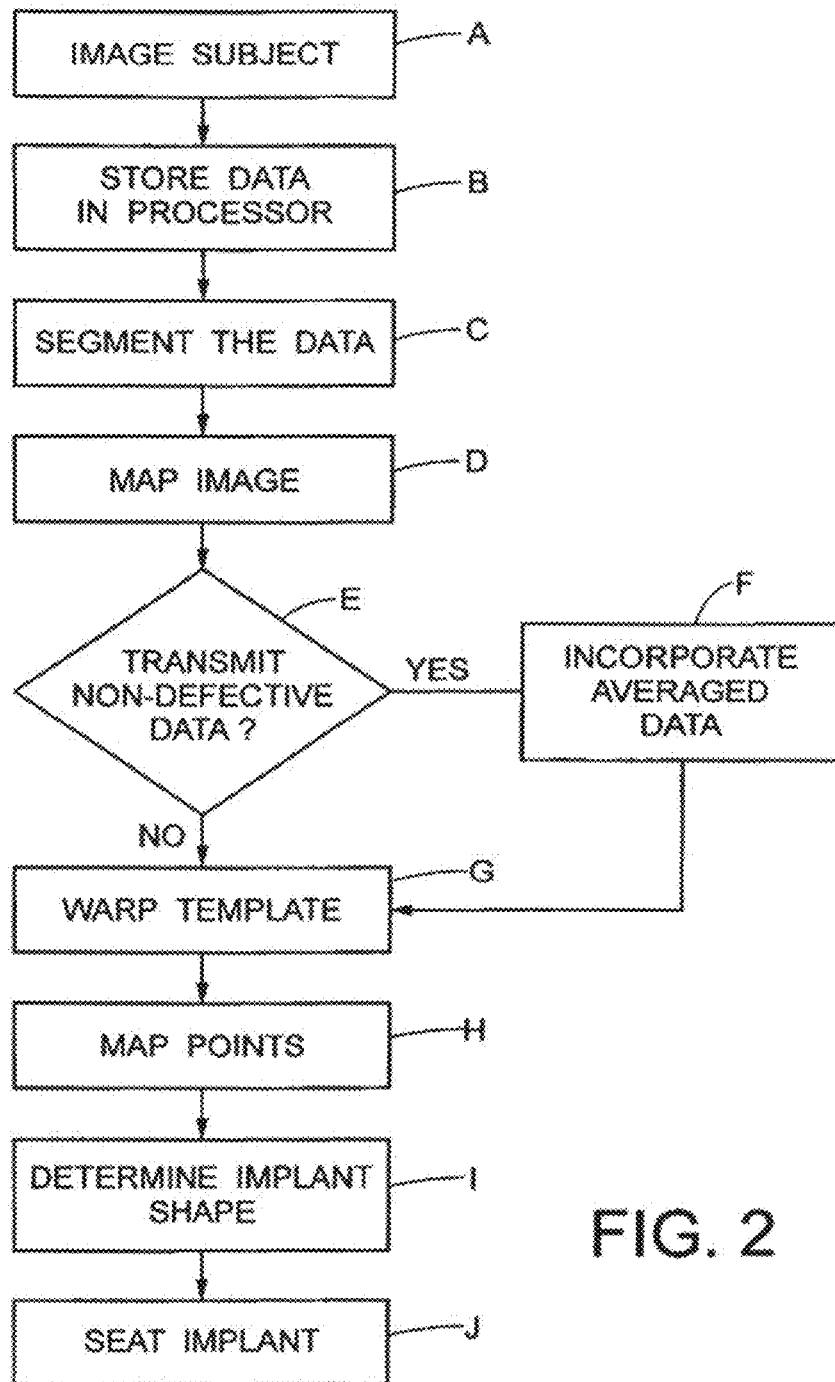 IMAGE SUBJECT
A
STORE DATA
IN PROCESSOR
B
SEGMENT THE DATA
C
MAP IMAGE
D
TRANSMIT
NON-DEFECTIVE
DATA ?
E
YES
INCORPORATE
AVERAGED
DATA
F
NO
WARP TEMPLATE
G
MAP POINTS
H
DETERMINE IMPLANT
SHAPE
I
SEAT IMPLANT
J
FIG. 2